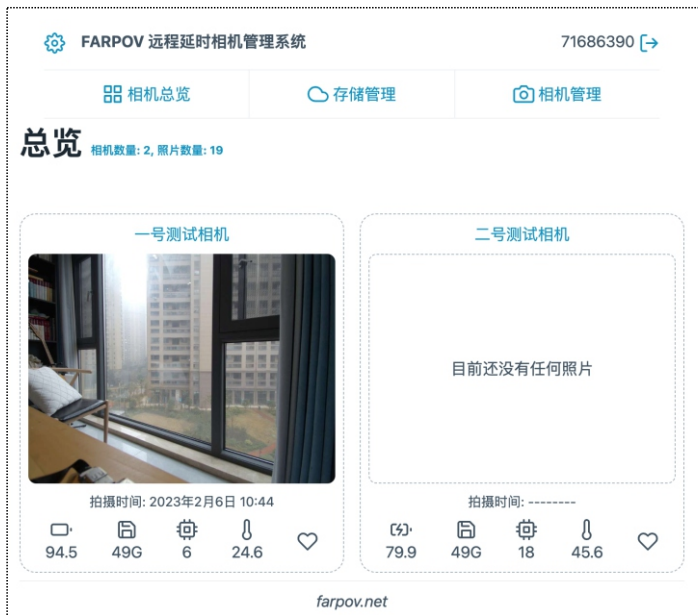 FARPOV 远程延时相机管理系统 71686390
相机总览 存储管理 相机管理
总览 相机数量: 2, 照片数量: 19
一号测试相机
拍摄时间: 2023年2月6日 10:44
94.5 49G 6 24.6
二号测试相机
目前还没有任何照片
拍摄时间: --------
79.9 49G 18 45.6
farpov.net